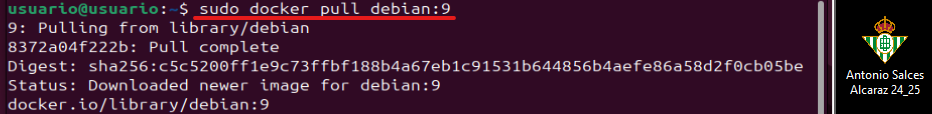 usuario@usuario:~$ sudo docker pull debian:9
9: Pulling from library/debian
8372a04f222b: Pull complete
Digest: sha256:c5c5200ff1e9c73ffbf188b4a67eb1c91531b644856b4aefe86a58d2f0cb05be
Status: Downloaded newer image for debian:9
docker.io/library/debian:9
Antonio Salces
Alcaraz 24_25